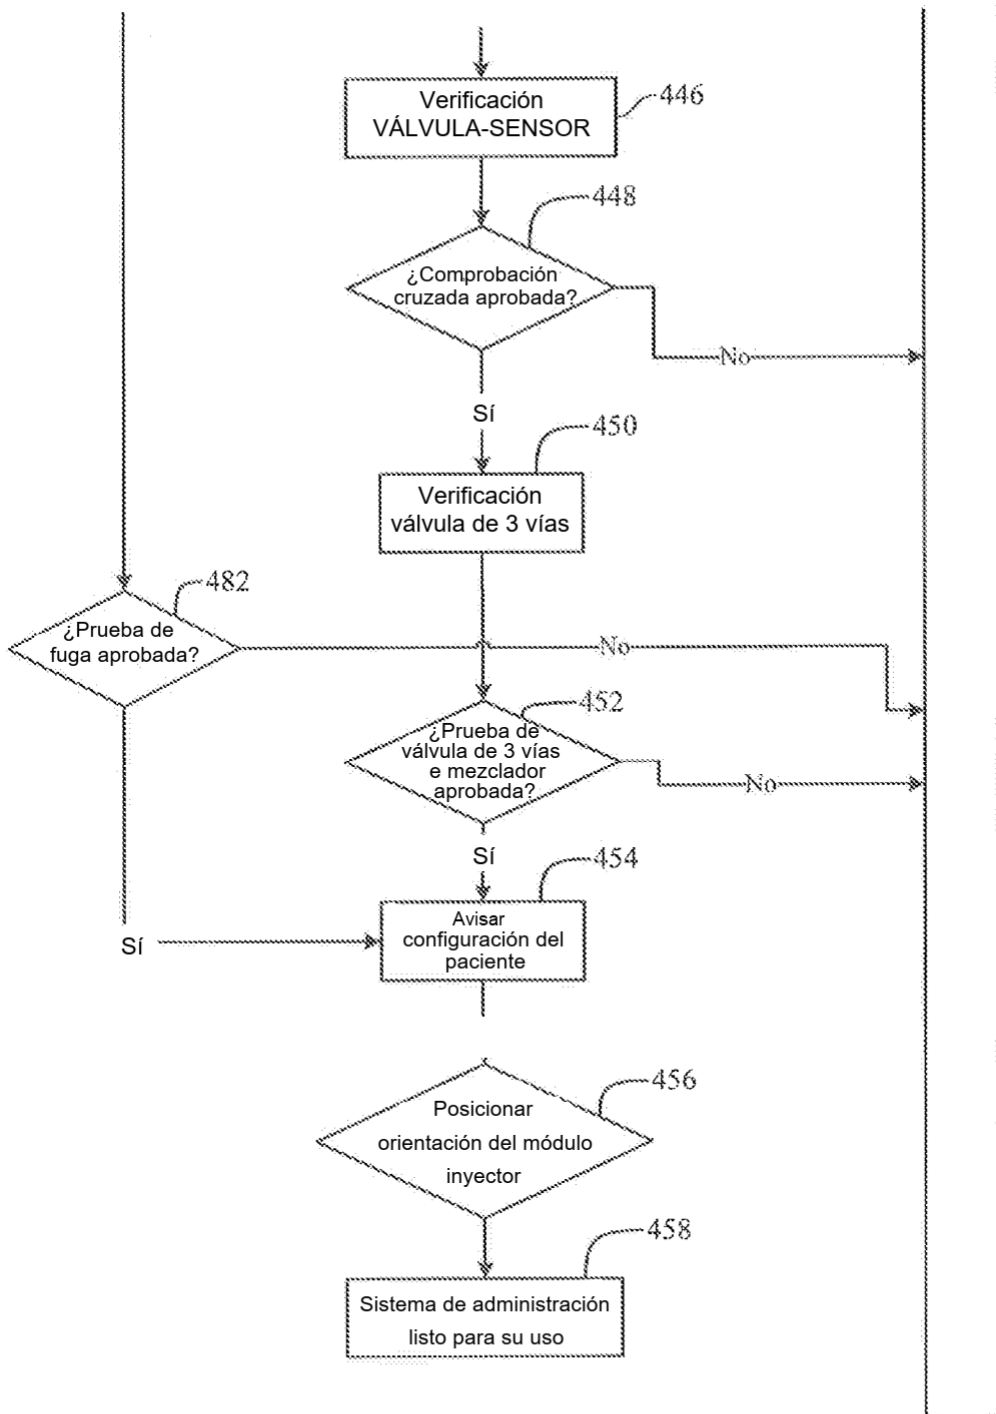 Verificación
VÁLVULA-SENSOR
446
448
¿Comprobación
cruzada aprobada?
No
Sí
450
Verificación
válvula de 3 vías
482
¿Prueba de
fuga aprobada?
No
452
¿Prueba de
válvula de 3 vías
e mezclador
aprobada?
No
Sí
454
Avisar
configuración del
paciente
Sí
456
Posicionar
orientación del módulo
inyector
458
Sistema de administración
listo para su uso